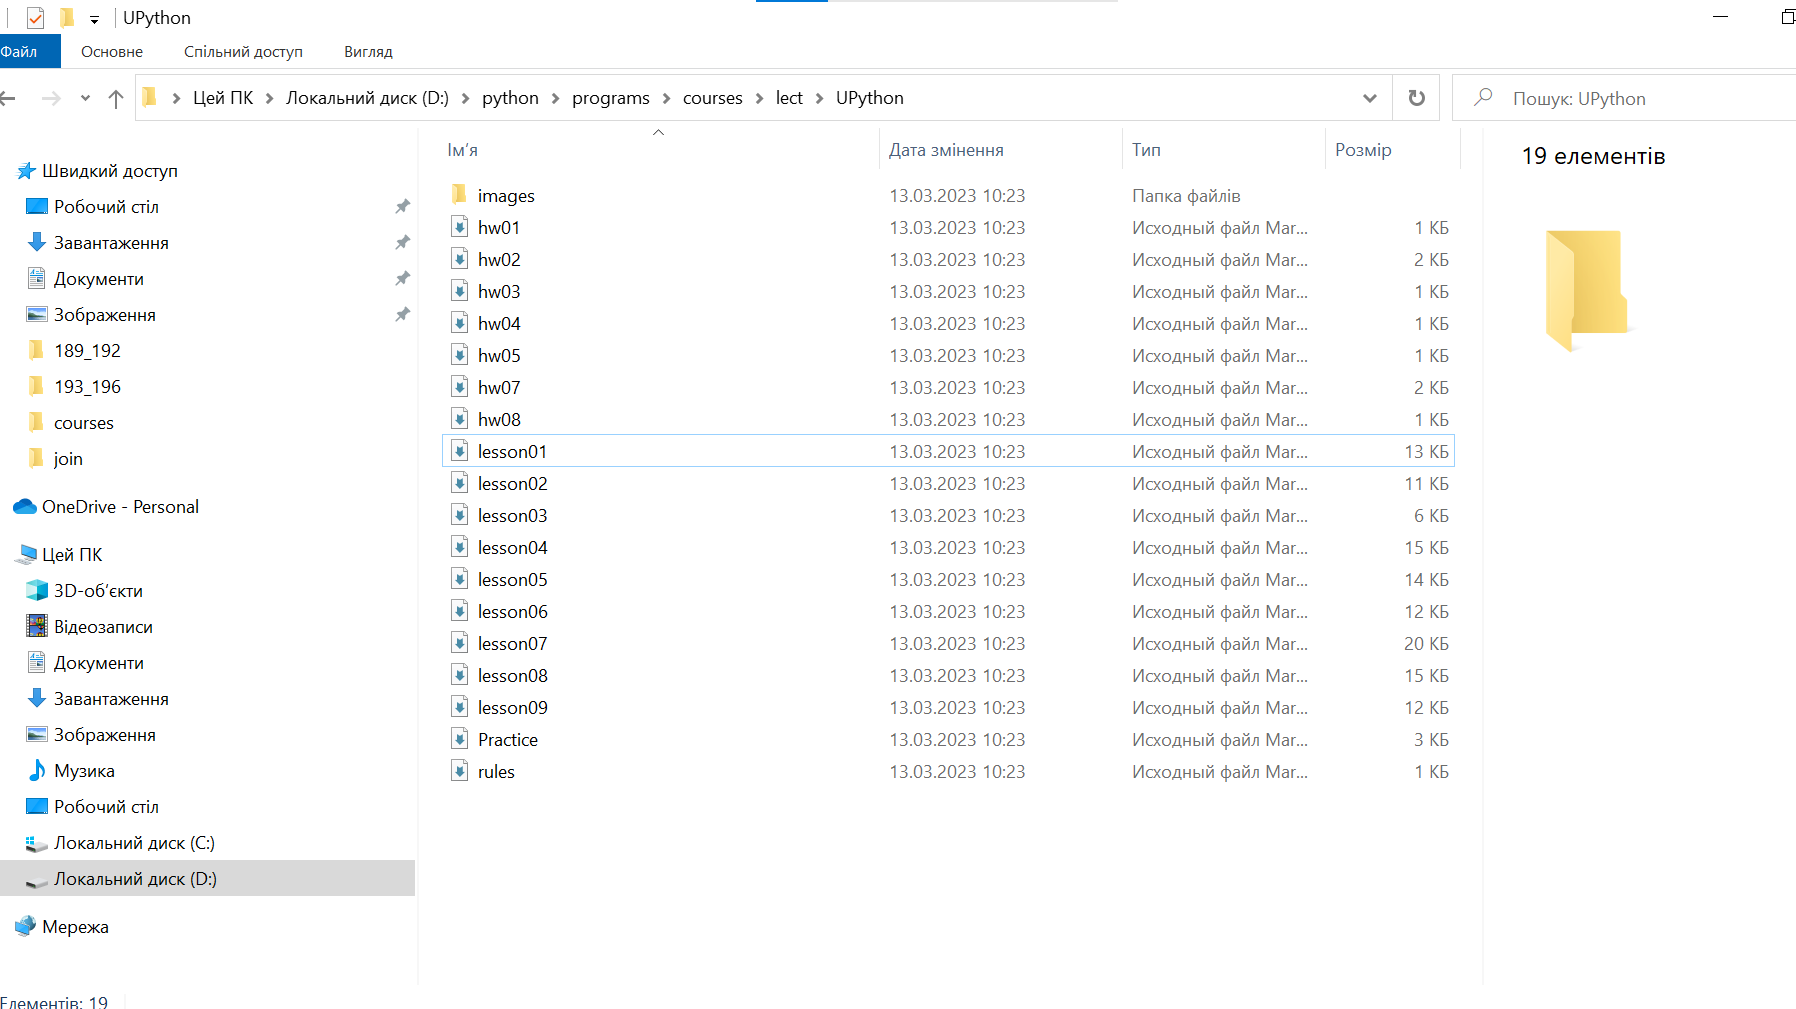 UPython
Файл Основне Спільний доступ Вигляд
Цей ПК Локальний диск (D:) python programs courses lect UPython Пошук: UPython
Швидкий доступ
Робочий стіл
Завантаження
Документи
Зображення
189_192
193_196
courses
join
OneDrive - Personal
Цей ПК
3D-об’єкти
Відеозаписи
Документи
Завантаження
Зображення
Музика
Робочий стіл
Локальний диск (C:)
Локальний диск (D:)
Мережа
Ім’я Дата змінення Тип Розмір
images 13.03.2023 10:23 Папка файлів
hw01 13.03.2023 10:23 Исходный файл Mar... 1 КБ
hw02 13.03.2023 10:23 Исходный файл Mar... 2 КБ
hw03 13.03.2023 10:23 Исходный файл Mar... 1 КБ
hw04 13.03.2023 10:23 Исходный файл Mar... 1 КБ
hw05 13.03.2023 10:23 Исходный файл Mar... 1 КБ
hw07 13.03.2023 10:23 Исходный файл Mar... 2 КБ
hw08 13.03.2023 10:23 Исходный файл Mar... 1 КБ
lesson01 13.03.2023 10:23 Исходный файл Mar... 13 КБ
lesson02 13.03.2023 10:23 Исходный файл Mar... 11 КБ
lesson03 13.03.2023 10:23 Исходный файл Mar... 6 КБ
lesson04 13.03.2023 10:23 Исходный файл Mar... 15 КБ
lesson05 13.03.2023 10:23 Исходный файл Mar... 14 КБ
lesson06 13.03.2023 10:23 Исходный файл Mar... 12 КБ
lesson07 13.03.2023 10:23 Исходный файл Mar... 20 КБ
lesson08 13.03.2023 10:23 Исходный файл Mar... 15 КБ
lesson09 13.03.2023 10:23 Исходный файл Mar... 12 КБ
Practice 13.03.2023 10:23 Исходный файл Mar... 3 КБ
rules 13.03.2023 10:23 Исходный файл Mar... 1 КБ
19 елементів
Елементів: 19